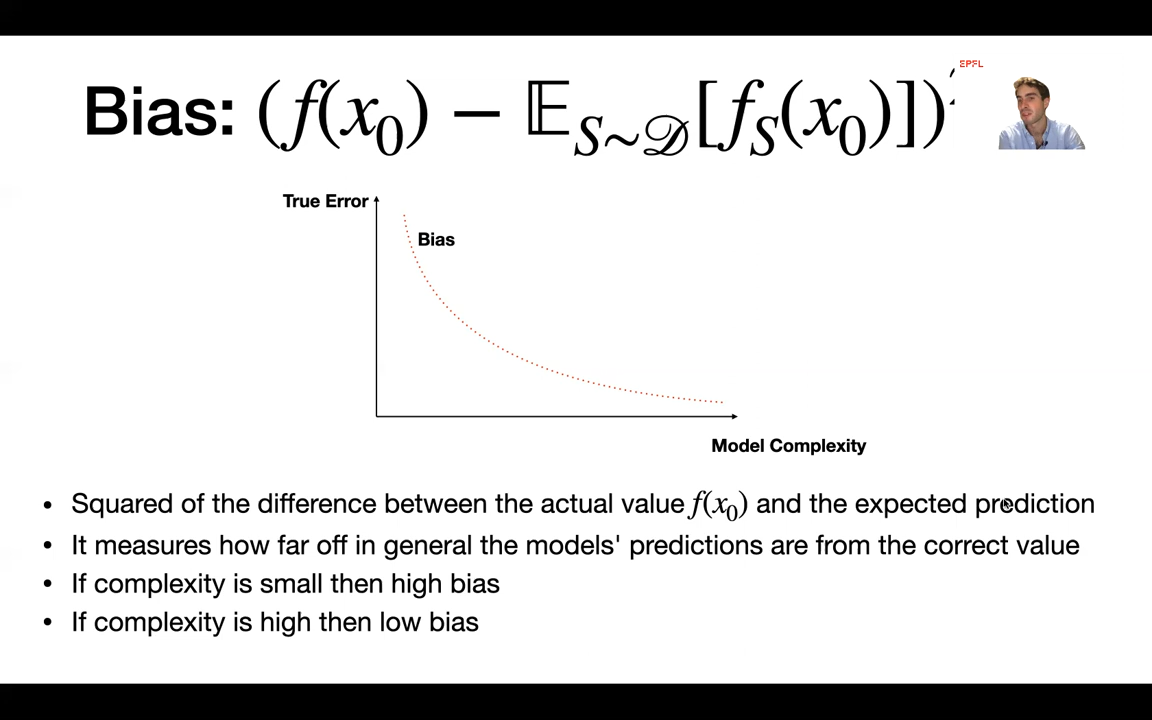 EPFL
Bias: (f(x₀) − 𝔼_{S∼𝒟}[f_S(x₀)])²
True Error
Bias
Model Complexity
• Squared of the difference between the actual value f(x₀) and the expected prediction
• It measures how far off in general the models' predictions are from the correct value
• If complexity is small then high bias
• If complexity is high then low bias